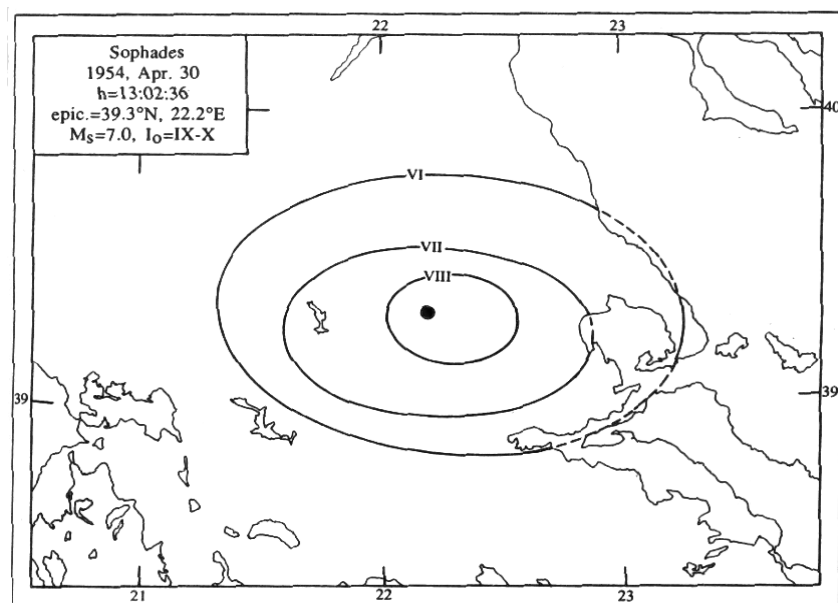 22 23
Sophades
1954, Apr. 30
h=13:02:36
epic.=39.3°N, 22.2°E
Ms=7.0, Io=IX-X
40
VI
VII
VIII
39 39
21 22 23